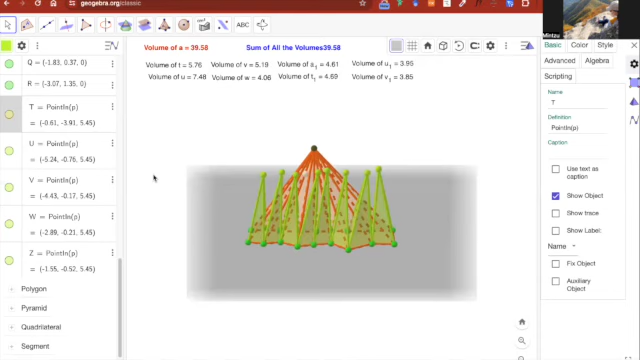 geogebra.org/classic
ABC
Volume of a = 39.58
Sum of All the Volumes39.58
Volume of t = 5.76
Volume of v = 5.19
Volume of a₁ = 4.61
Volume of u₁ = 3.95
Volume of u = 7.48
Volume of w = 4.06
Volume of t₁ = 4.69
Volume of v₁ = 3.85
Q = (-1.83, 0.37, 0)
R = (-3.07, 1.35, 0)
T = PointIn(p)
= (-0.61, -3.91, 5.45)
U = PointIn(p)
= (-5.24, -0.76, 5.45)
V = PointIn(p)
= (-4.43, -0.17, 5.45)
W = PointIn(p)
= (-2.89, -0.21, 5.45)
Z = PointIn(p)
= (-1.55, -0.52, 5.45)
Polygon
Pyramid
Quadrilateral
Segment
Mintzu
Basic
Color
Style
Advanced
Algebra
Scripting
Name
T
Definition
PointIn(p)
Caption
Use text as
caption
Show Object
Show trace
Show Label:
Name
Fix Object
Auxiliary
Object